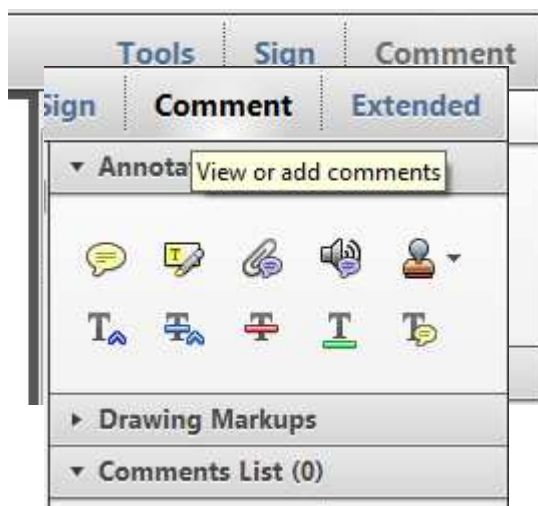 Tools Sign Comment
Sign Comment Extended
Annota
View or add comments
Drawing Markups
Comments List (0)